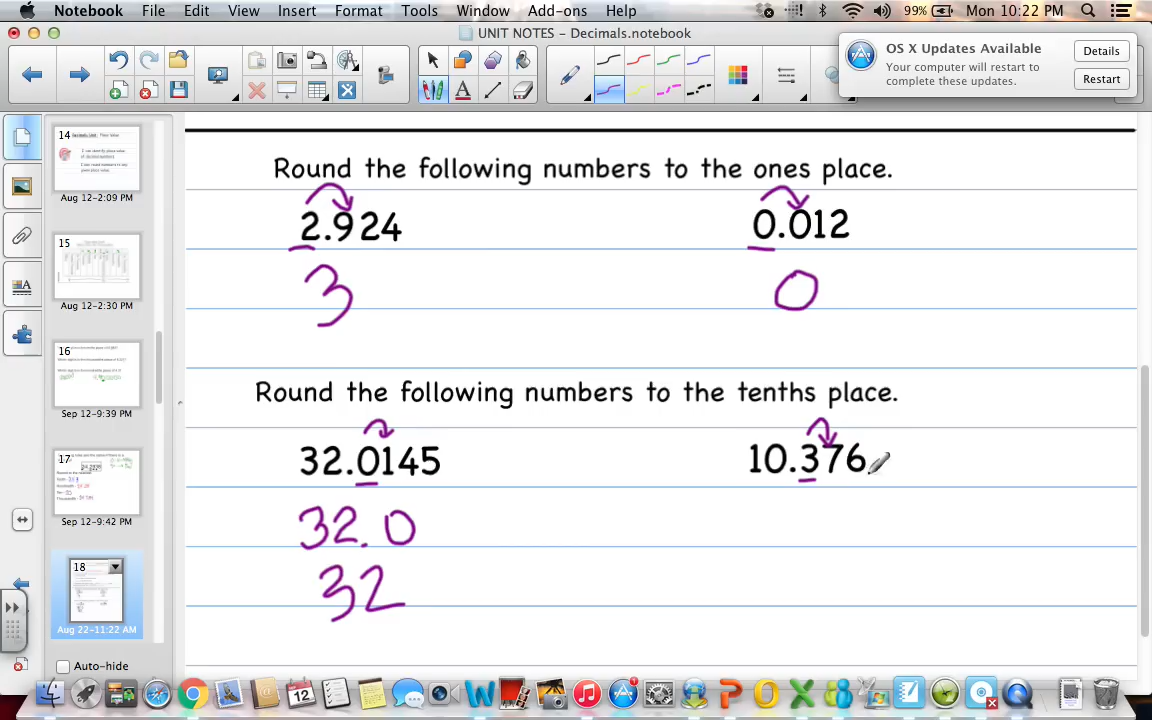 Notebook File Edit View Insert Format Tools Window Add-ons Help 99% Mon 10:22 PM
UNIT NOTES - Decimals.notebook
OS X Updates Available
Your computer will restart to
complete these updates.
Details
Restart
14
Aug 12-2:09 PM
15
Aug 12-2:30 PM
16
Sep 12-9:39 PM
17
Sep 12-9:42 PM
18
Aug 22-11:22 AM
Auto-hide
Round the following numbers to the ones place.
2.924 0.012
3 0
Round the following numbers to the tenths place.
32.0145 10.376
32.0
32
12